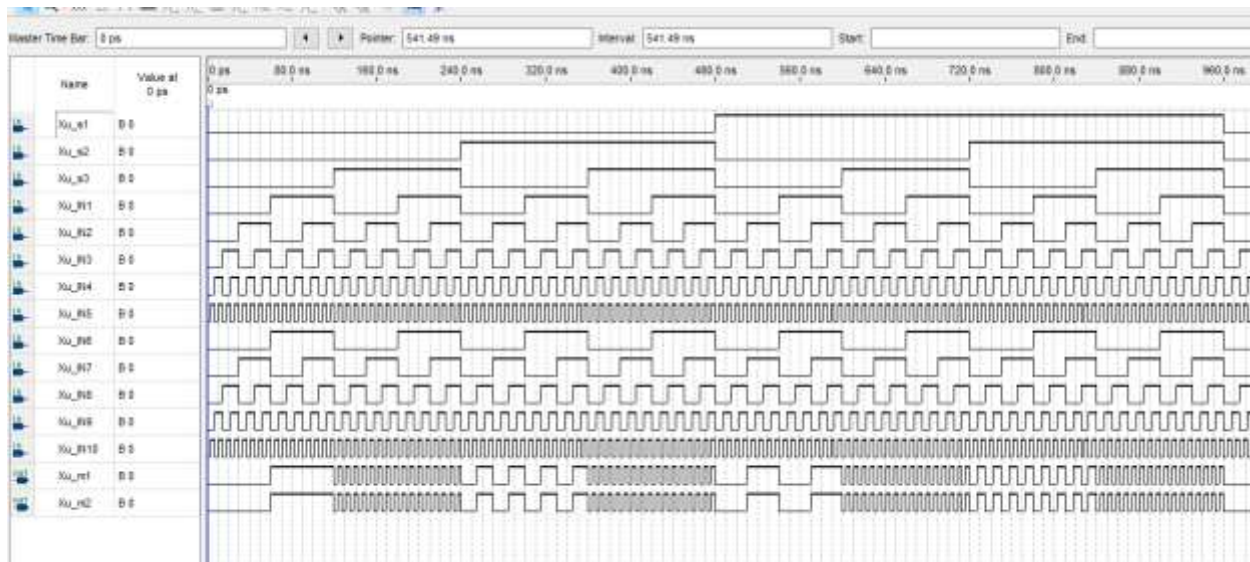 Master Time Bar: 0 ps Pointer: 541.49 ns Interval: 541.49 ns Start: End:
Name Value at 0 ps
0 ps 80.0 ns 160.0 ns 240.0 ns 320.0 ns 400.0 ns 480.0 ns 560.0 ns 640.0 ns 720.0 ns 800.0 ns 880.0 ns 960.0 ns
0 ps
Xu_s1 B 0
Xu_s2 B 0
Xu_s3 B 0
Xu_IN1 B 0
Xu_IN2 B 0
Xu_IN3 B 0
Xu_IN4 B 0
Xu_IN5 B 0
Xu_IN6 B 0
Xu_IN7 B 0
Xu_IN8 B 0
Xu_IN9 B 0
Xu_IN10 B 0
Xu_m1 B 0
Xu_m2 B 0